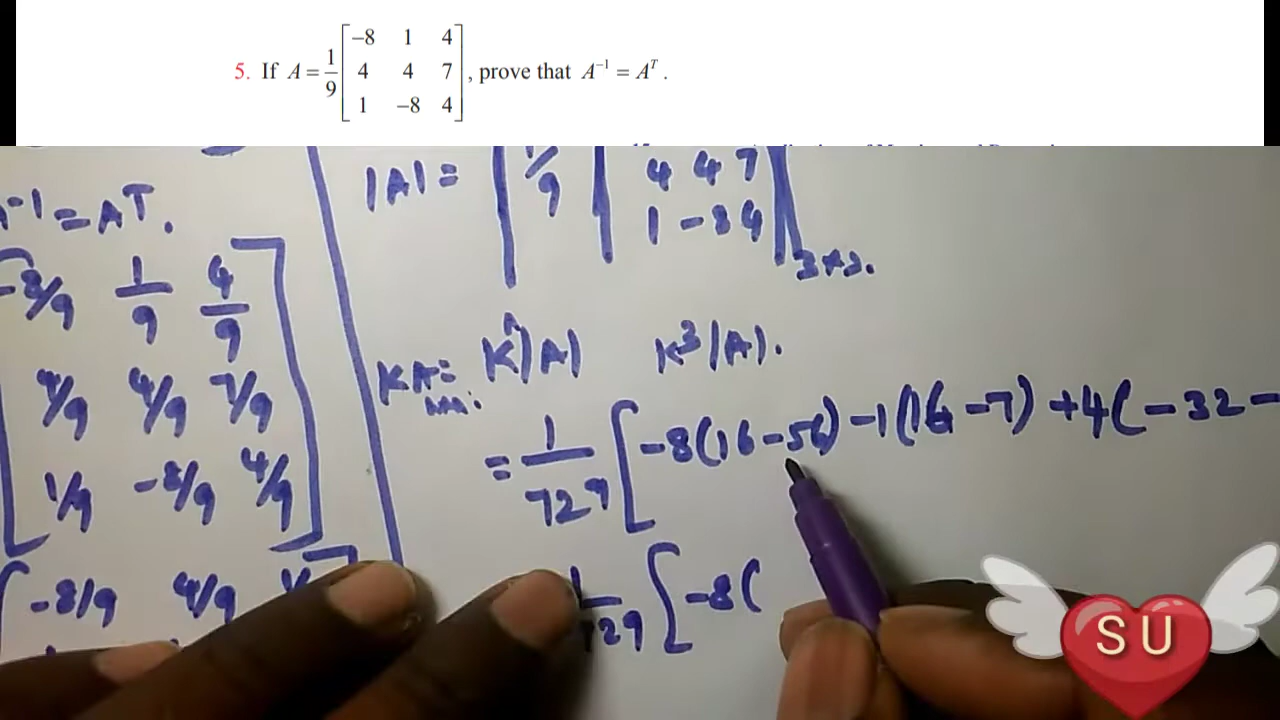 5. If A = 1/9 [ -8 1 4
4 4 7
1 -8 4 ] , prove that A⁻¹ = Aᵀ .
|A| = | 1/9 | 4 4 7
1 -8 4 | 3×3.
⁻¹ = Aᵀ.
-8/9 1/9 4/9
4/9 4/9 7/9
1/9 -8/9 4/9
-8/9 4/9
KA = Kⁿ|A| K³|A|.
= 1/729 [ -8(16-56) -1(16-7) +4(-32-
1/729 [ -8(
SU